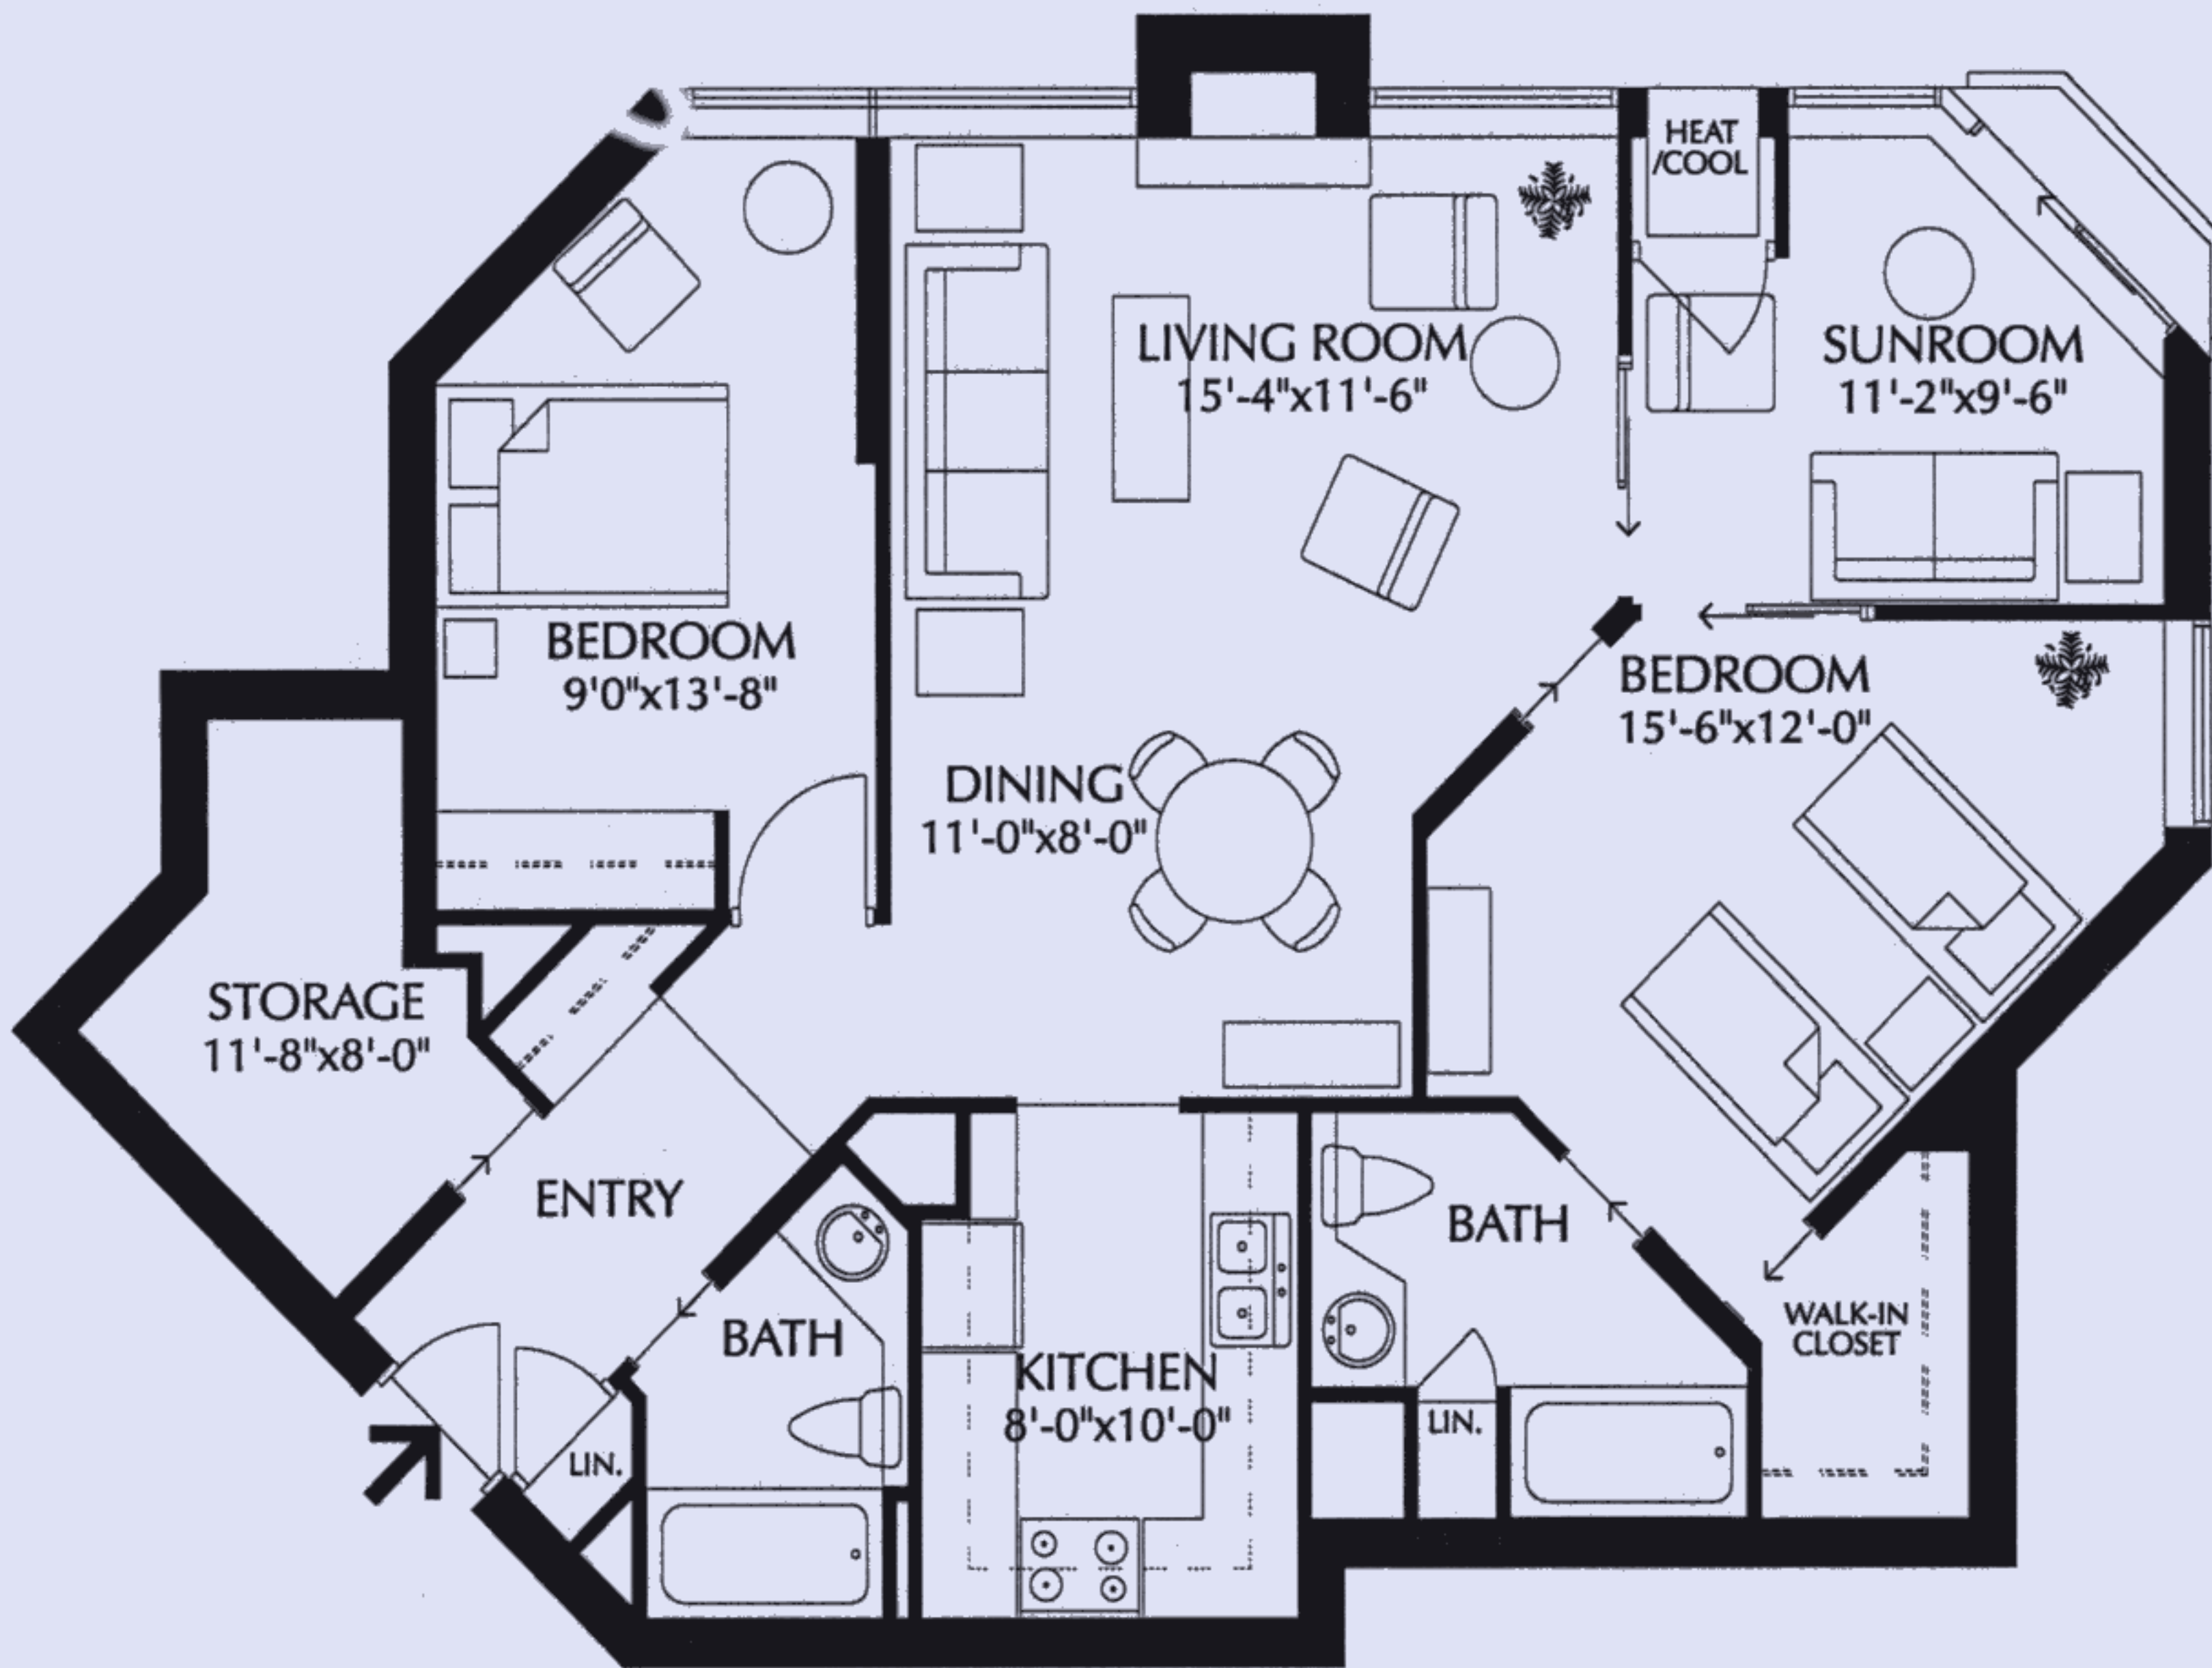 HEAT
/COOL
LIVING ROOM
15'-4"x11'-6"
SUNROOM
11'-2"x9'-6"
BEDROOM
9'0"x13'-8"
BEDROOM
15'-6"x12'-0"
DINING
11'-0"x8'-0"
STORAGE
11'-8"x8'-0"
ENTRY
BATH
WALK-IN
CLOSET
BATH
KITCHEN
8'-0"x10'-0"
LIN.
LIN.